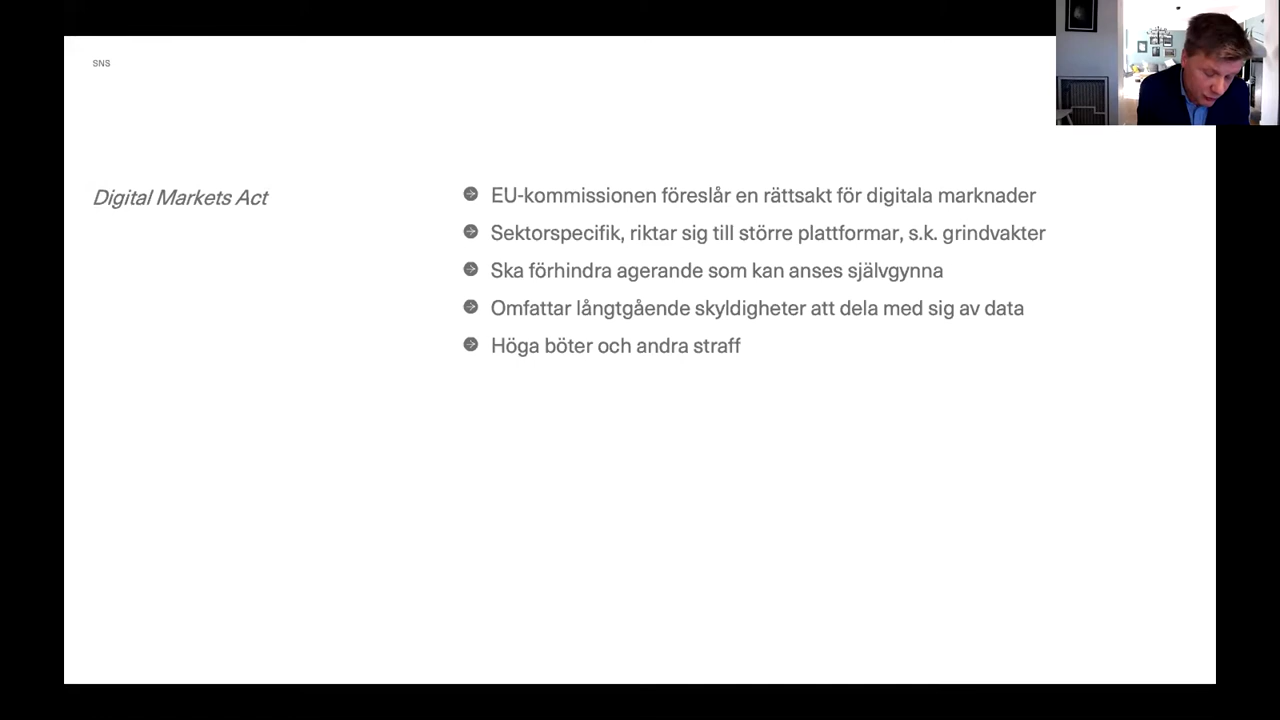 SNS
Digital Markets Act
EU-kommissionen föreslår en rättsakt för digitala marknader
Sektorspecifik, riktar sig till större plattformar, s.k. grindvakter
Ska förhindra agerande som kan anses självgynna
Omfattar långtgående skyldigheter att dela med sig av data
Höga böter och andra straff